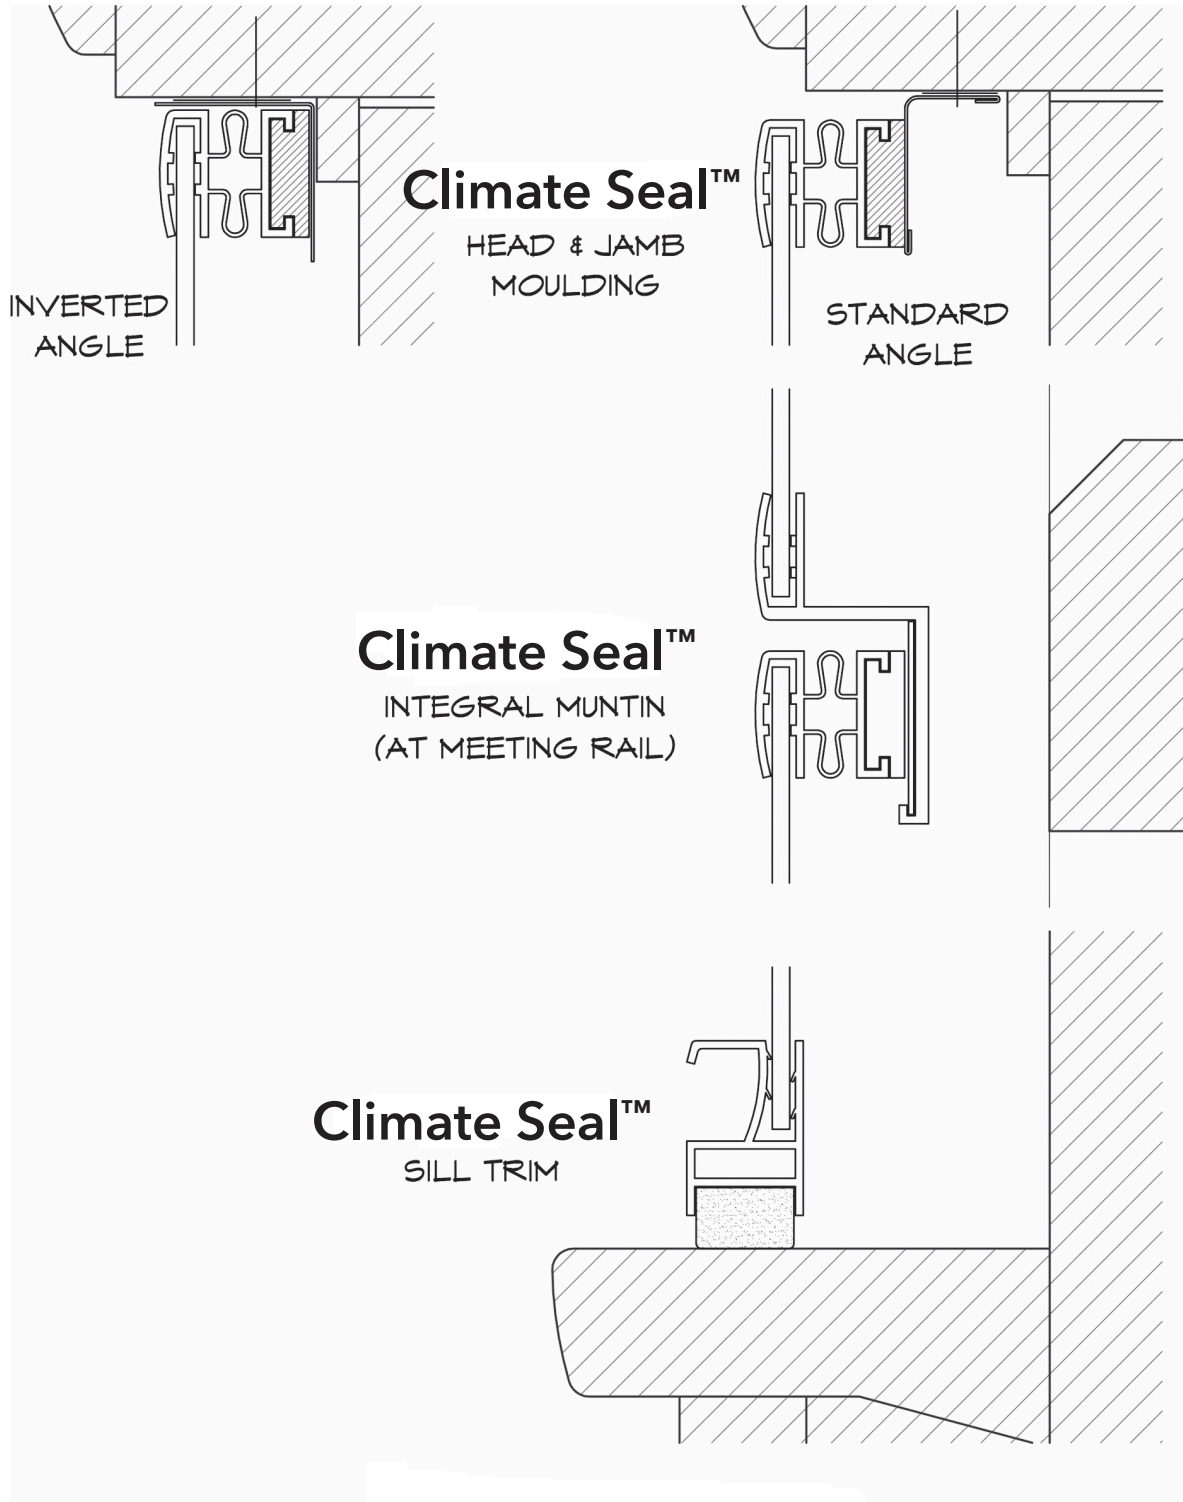 Climate Seal™
HEAD & JAMB
MOULDING
INVERTED
ANGLE
STANDARD
ANGLE
Climate Seal™
INTEGRAL MUNTIN
(AT MEETING RAIL)
Climate Seal™
SILL TRIM